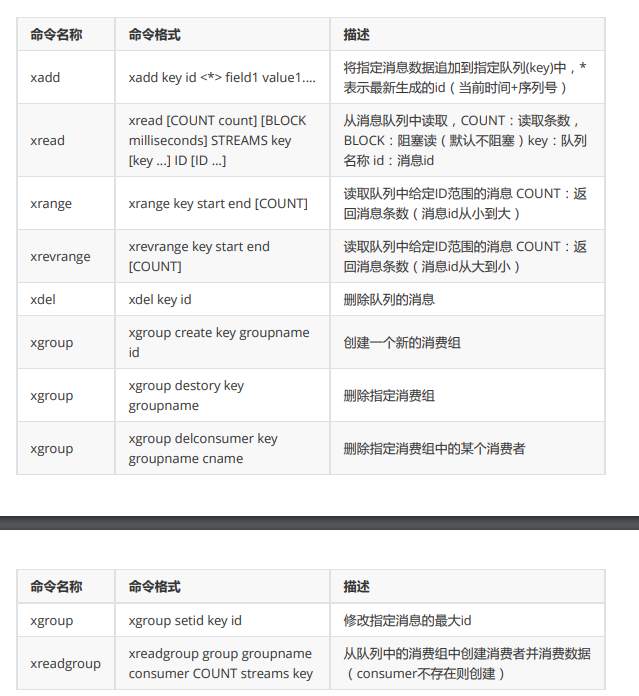 命令名称 命令格式 描述
xadd xadd key id <*> field1 value1.... 将指定消息数据追加到指定队列(key)中，*
表示最新生成的id（当前时间+序列号）
xread xread [COUNT count] [BLOCK
milliseconds] STREAMS key
[key ...] ID [ID ...]
从消息队列中读取，COUNT：读取条数，
BLOCK：阻塞读（默认不阻塞）key：队列
名称 id：消息id
xrange xrange key start end [COUNT] 读取队列中给定ID范围的消息 COUNT：返
回消息条数（消息id从小到大）
xrevrange xrevrange key start end
[COUNT]
读取队列中给定ID范围的消息 COUNT：返
回消息条数（消息id从大到小）
xdel xdel key id 删除队列的消息
xgroup xgroup create key groupname
id
创建一个新的消费组
xgroup xgroup destory key
groupname
删除指定消费组
xgroup xgroup delconsumer key
groupname cname
删除指定消费组中的某个消费者
命令名称 命令格式 描述
xgroup xgroup setid key id 修改指定消息的最大id
xreadgroup xreadgroup group groupname
consumer COUNT streams key
从队列中的消费组中创建消费者并消费数据
（consumer不存在则创建）